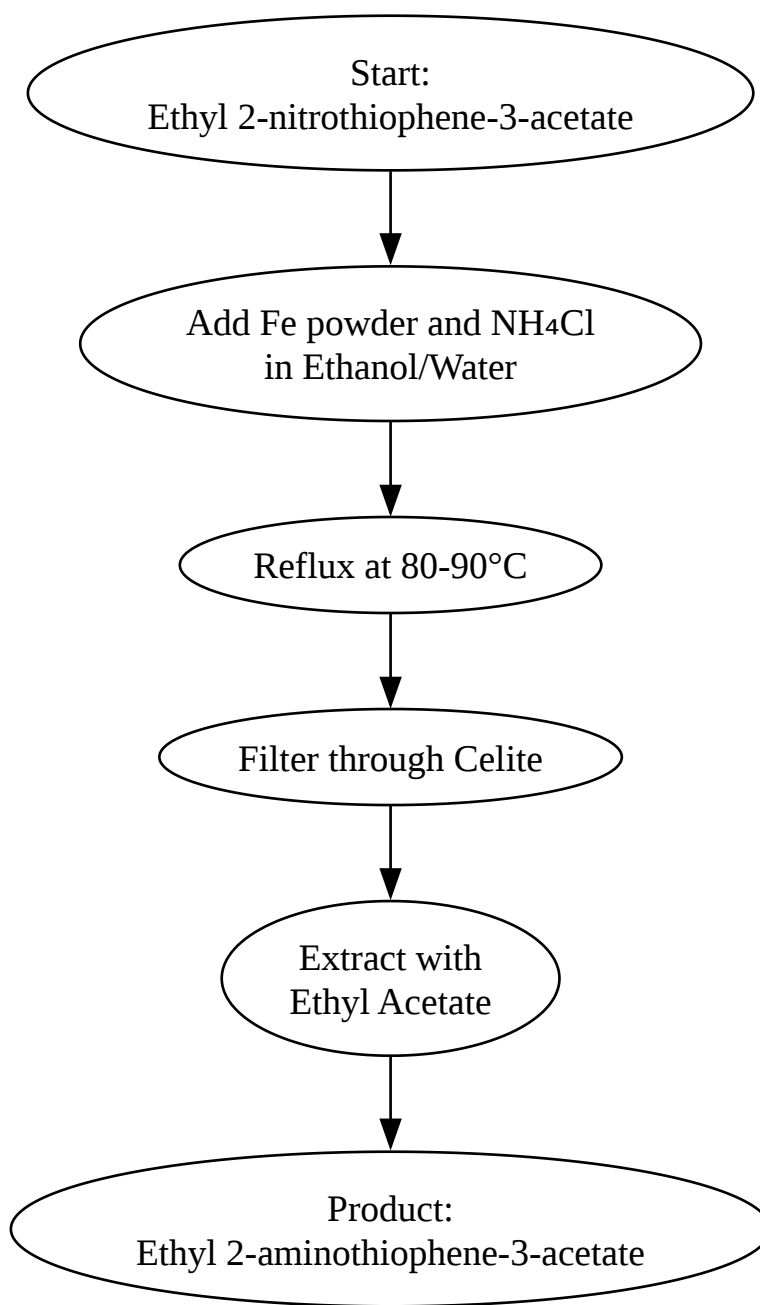 Start:
Ethyl 2-nitrothiophene-3-acetate
Add Fe powder and NH₄Cl
in Ethanol/Water
Reflux at 80-90°C
Filter through Celite
Extract with
Ethyl Acetate
Product:
Ethyl 2-aminothiophene-3-acetate